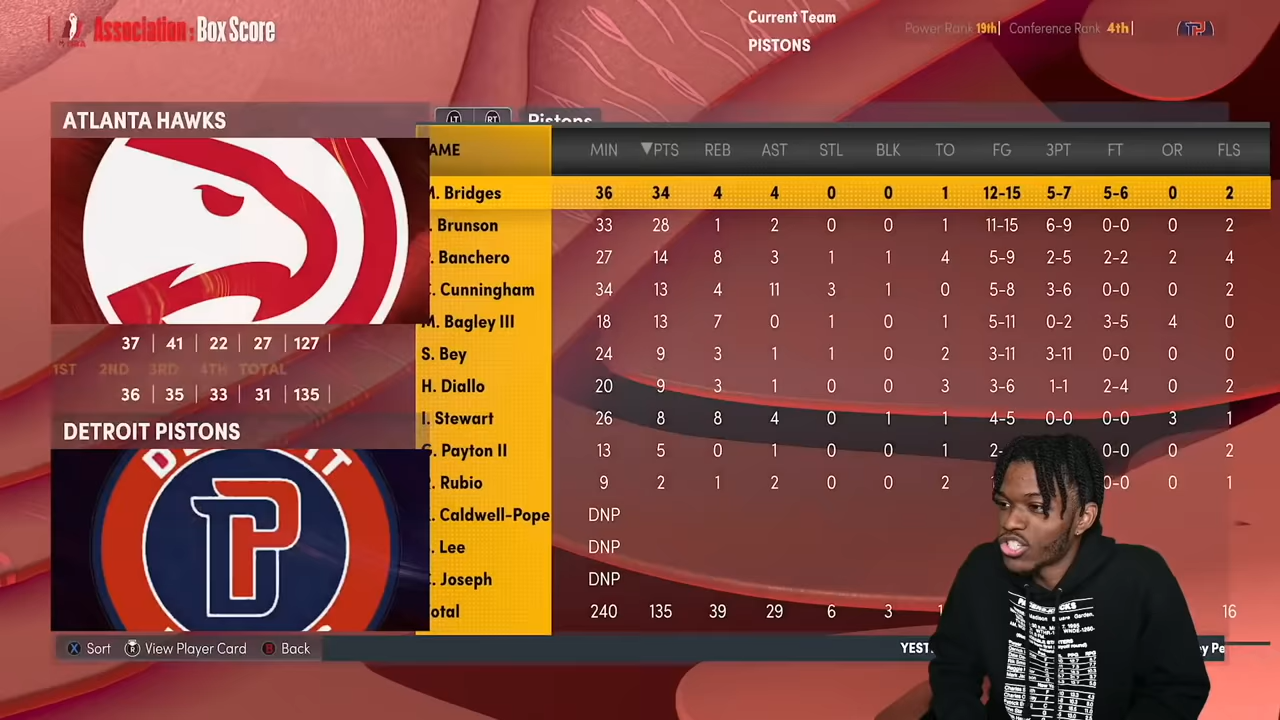 Association: Box Score
Current Team
PISTONS
Power Rank 19th| Conference Rank 4th|
ATLANTA HAWKS
LT RT Pistons
AME MIN ▼PTS REB AST STL BLK TO FG 3PT FT OR FLS
M. Bridges 36 34 4 4 0 0 1 12-15 5-7 5-6 0 2
. Brunson 33 28 1 2 0 0 1 11-15 6-9 0-0 0 2
. Banchero 27 14 8 3 1 1 4 5-9 2-5 2-2 2 4
C. Cunningham 34 13 4 11 3 1 0 5-8 3-6 0-0 0 2
M. Bagley III 18 13 7 0 1 0 1 5-11 0-2 3-5 4 0
S. Bey 24 9 3 1 1 0 2 3-11 3-11 0-0 0 0
H. Diallo 20 9 3 1 0 0 3 3-6 1-1 2-4 0 2
I. Stewart 26 8 8 4 0 1 1 4-5 0-0 0-0 3 1
G. Payton II 13 5 0 1 0 0 1 2- 0-0 0 2
R. Rubio 9 2 1 2 0 0 2 0-0 0 1
. Caldwell-Pope DNP
. Lee DNP
C. Joseph DNP
otal 240 135 39 29 6 3 1 16
37 | 41 | 22 | 27 | 127 |
1ST 2ND 3RD 4TH TOTAL
36 | 35 | 33 | 31 | 135 |
DETROIT PISTONS
DETROIT
X Sort R View Player Card B Back
YEST